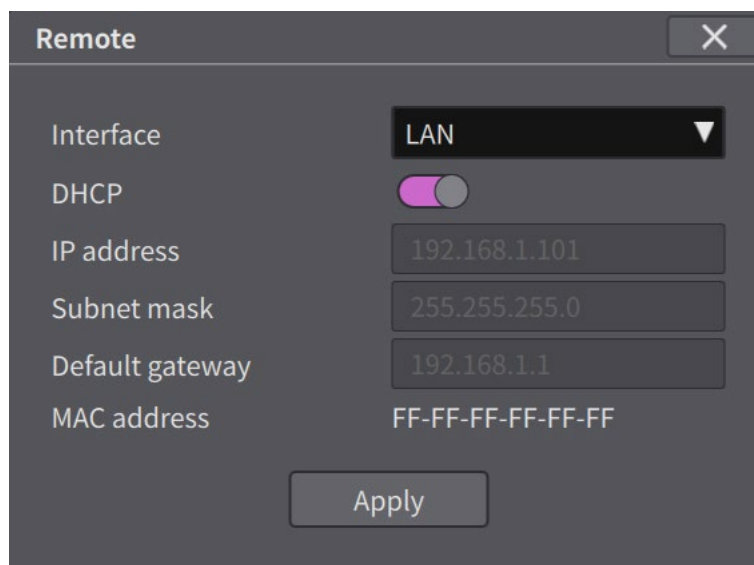 Remote
Interface LAN
DHCP
IP address 192.168.1.101
Subnet mask 255.255.255.0
Default gateway 192.168.1.1
MAC address FF-FF-FF-FF-FF-FF
Apply